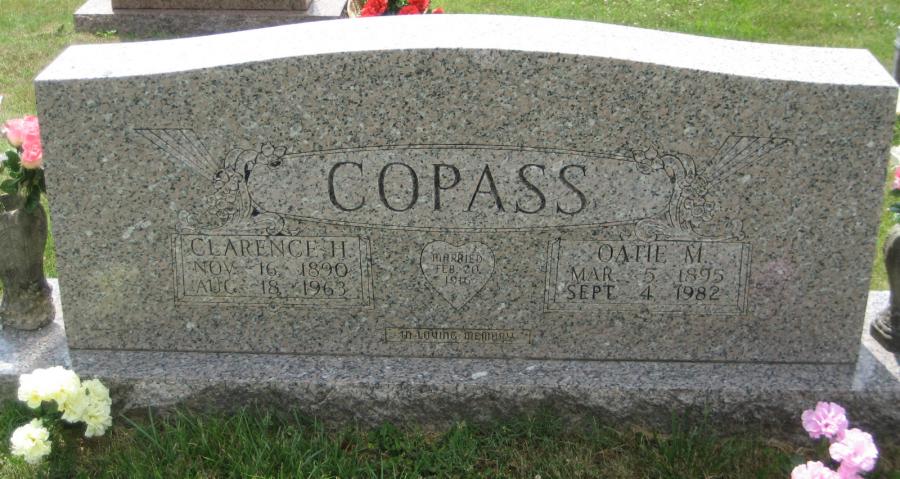 COPASS
CLARENCE H.
NOV. 16, 1890
AUG. 18, 1963
MARRIED
FEB. 20,
1916
OATIE M.
MAR. 5, 1895
SEPT. 4, 1982
IN LOVING MEMORY